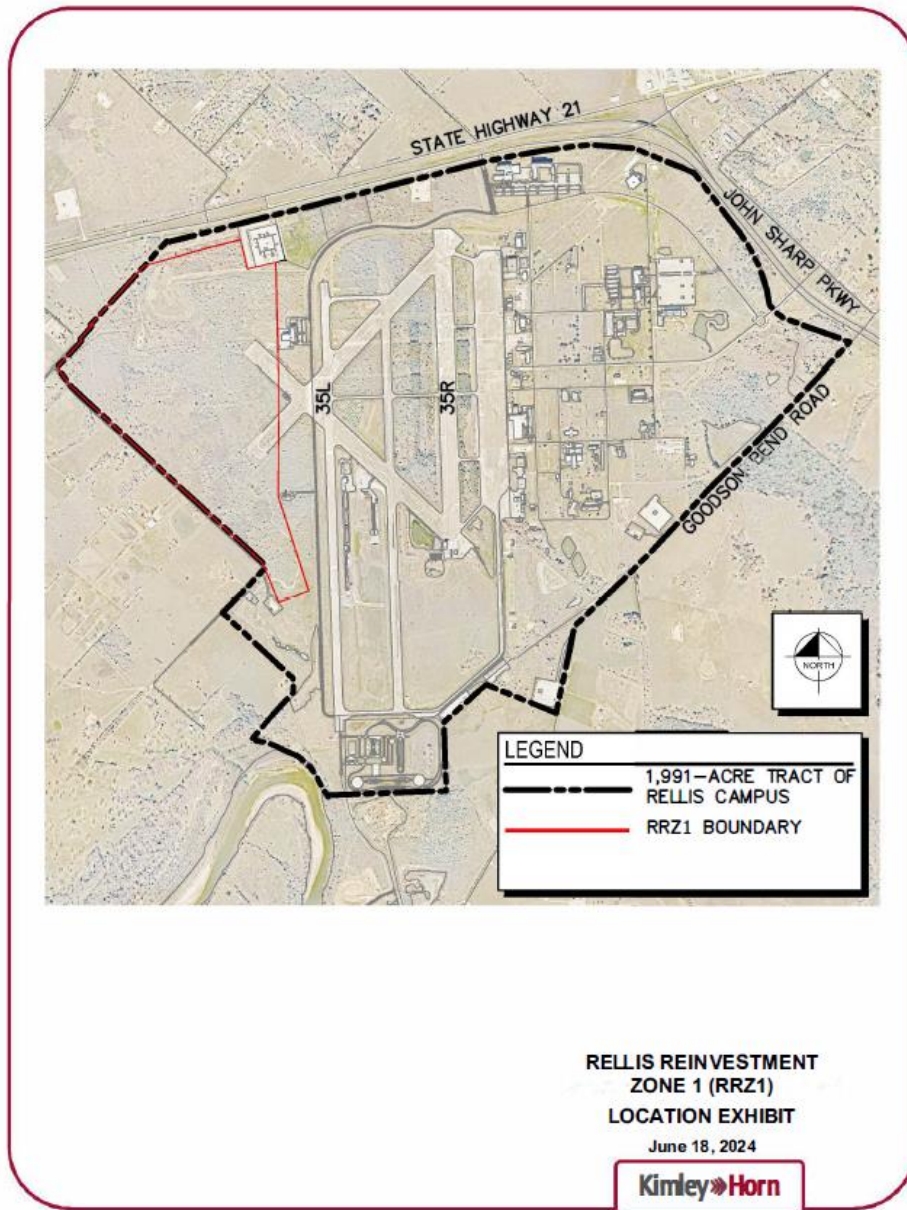 STATE HIGHWAY 21
JOHN SHARP PKWY
35L
35R
GOODSON BEND ROAD
NORTH
LEGEND
1,991-ACRE TRACT OF
RELLIS CAMPUS
RRZ1 BOUNDARY
RELLIS REINVESTMENT
ZONE 1 (RRZ1)
LOCATION EXHIBIT
June 18, 2024
Kimley»Horn